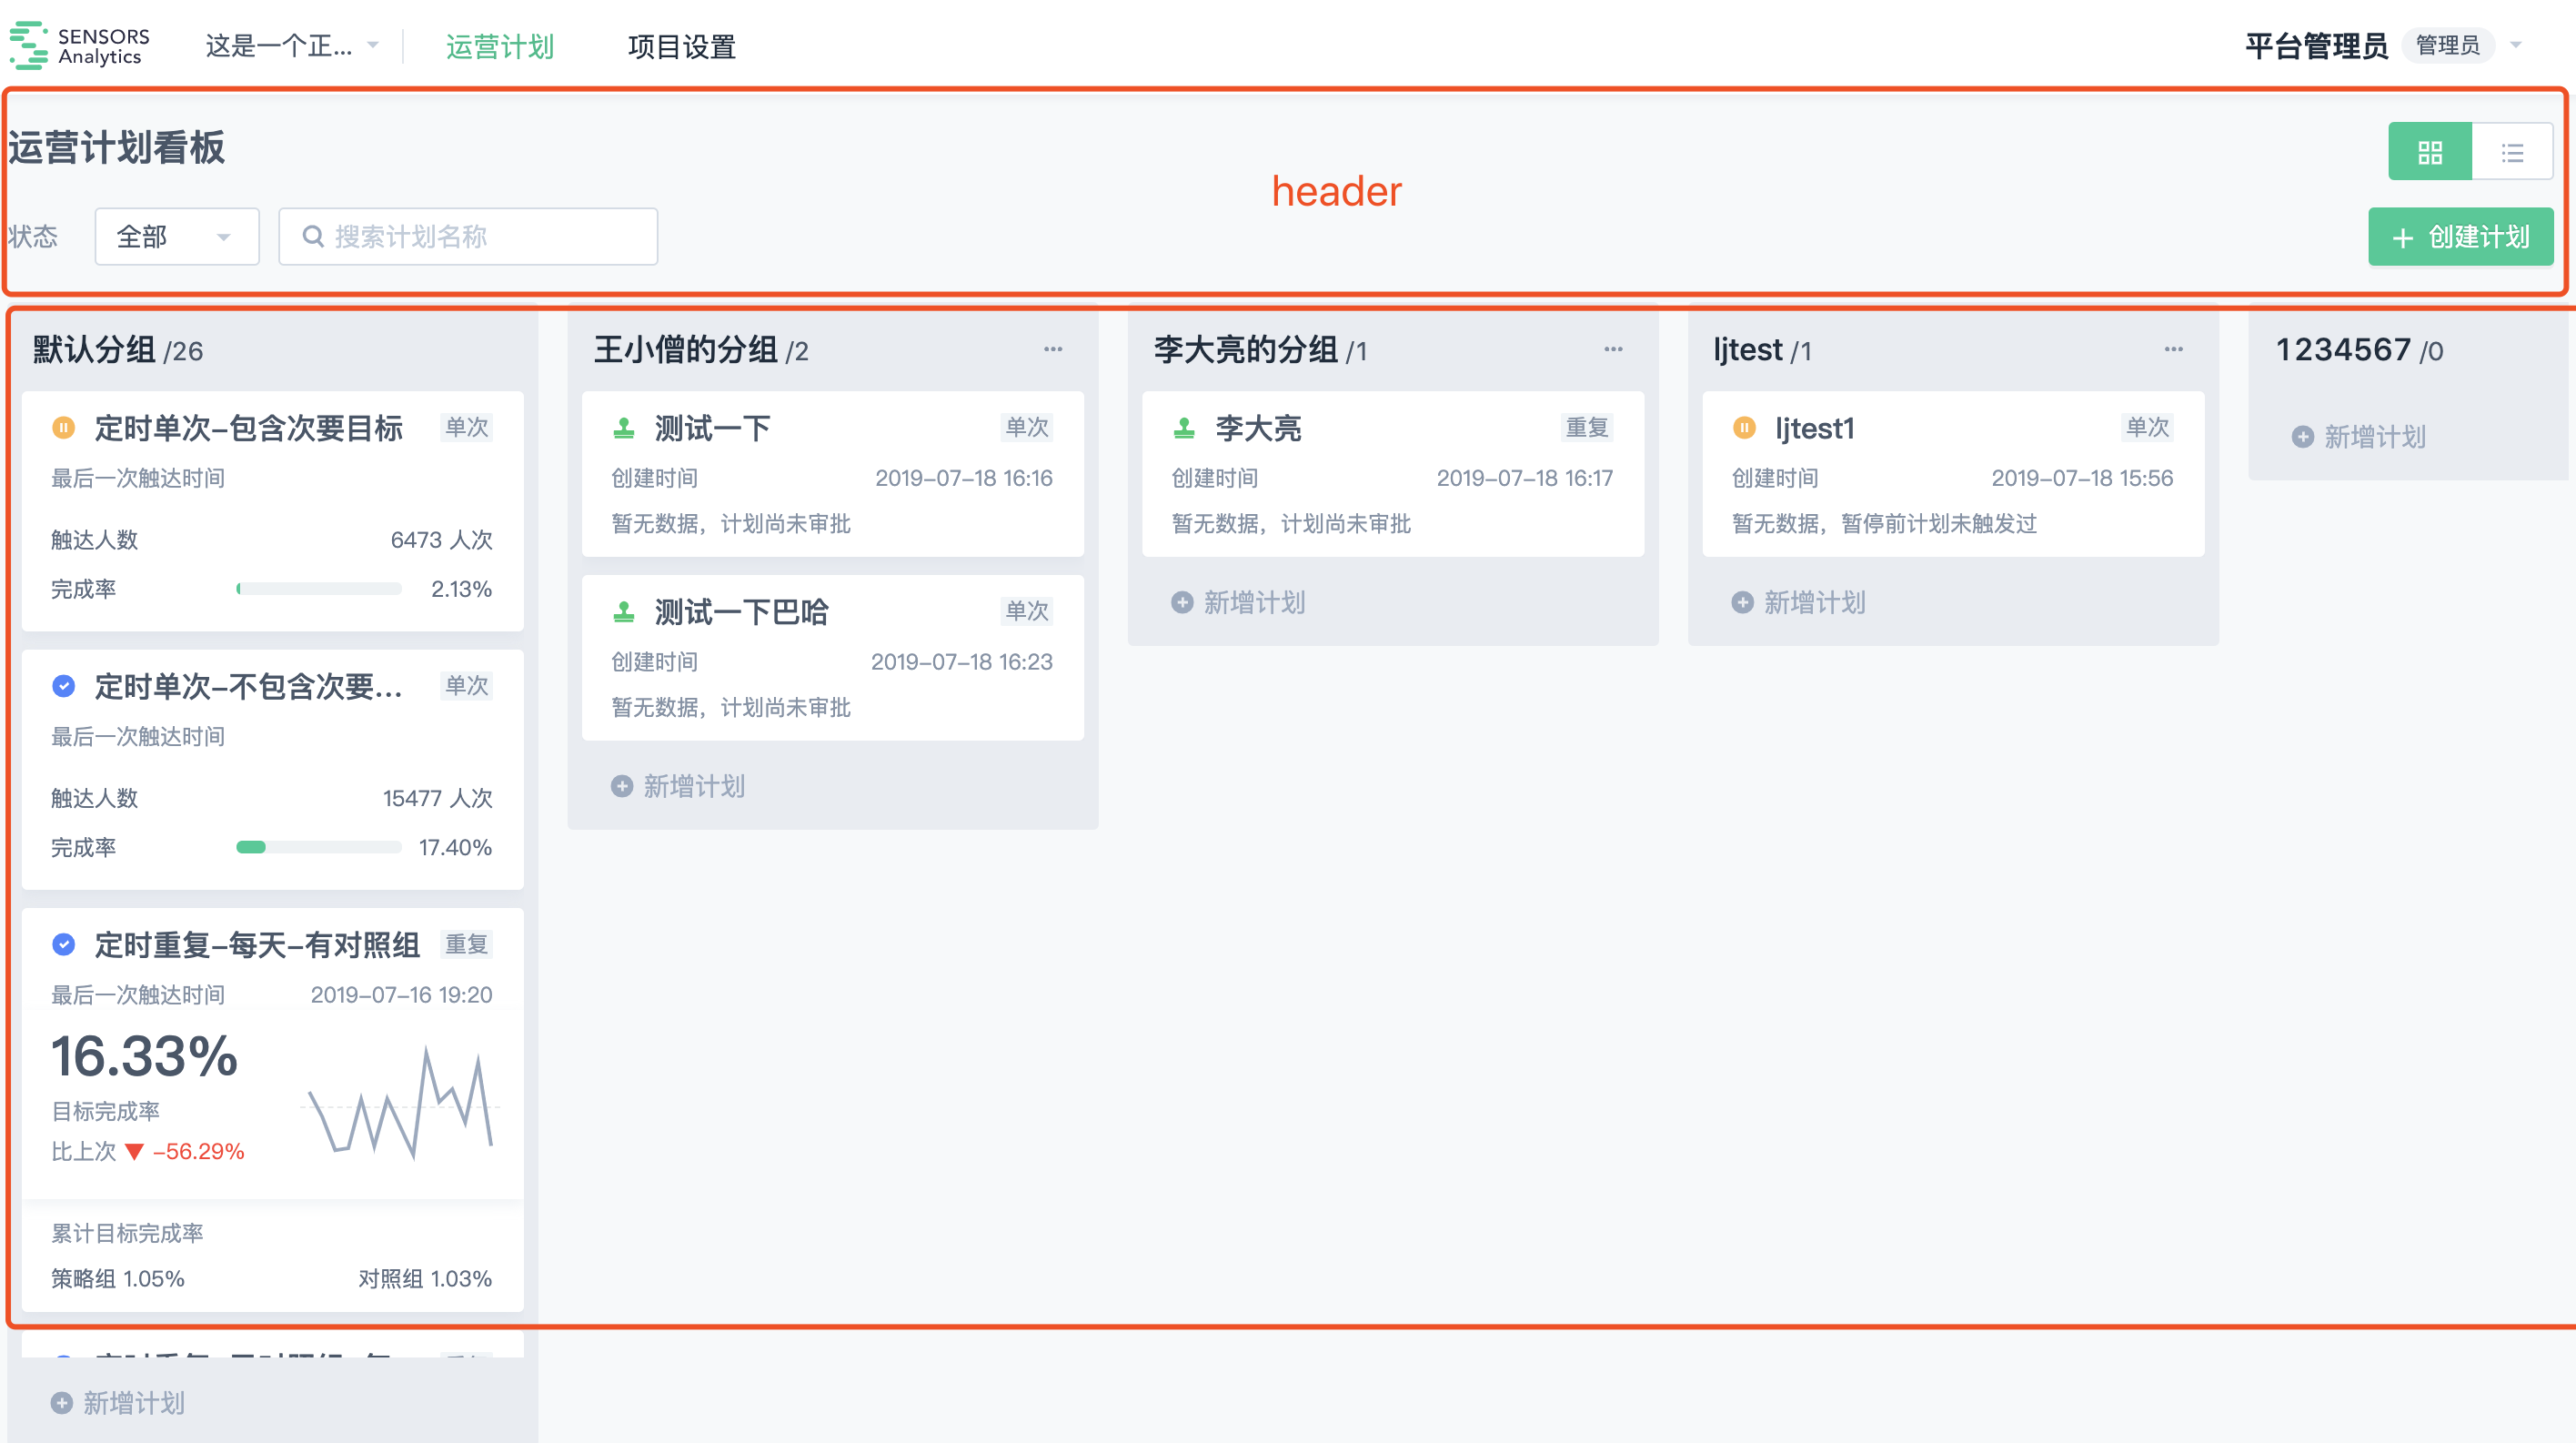 SENSORS
Analytics
这是一个正...
运营计划
项目设置
平台管理员
管理员
运营计划看板
header
状态
全部
搜索计划名称
创建计划
默认分组 /26
定时单次-包含次要目标
单次
最后一次触达时间
触达人数
6473 人次
完成率
2.13%
定时单次-不包含次要...
单次
最后一次触达时间
触达人数
15477 人次
完成率
17.40%
定时重复-每天-有对照组
重复
最后一次触达时间
2019-07-16 19:20
16.33%
目标完成率
比上次 ▼ -56.29%
累计目标完成率
策略组 1.05%
对照组 1.03%
新增计划
王小僧的分组 /2
测试一下
单次
创建时间
2019-07-18 16:16
暂无数据，计划尚未审批
测试一下巴哈
单次
创建时间
2019-07-18 16:23
暂无数据，计划尚未审批
新增计划
李大亮的分组 /1
李大亮
重复
创建时间
2019-07-18 16:17
暂无数据，计划尚未审批
新增计划
ljtest /1
ljtest1
单次
创建时间
2019-07-18 15:56
暂无数据，暂停前计划未触发过
新增计划
1234567 /0
新增计划